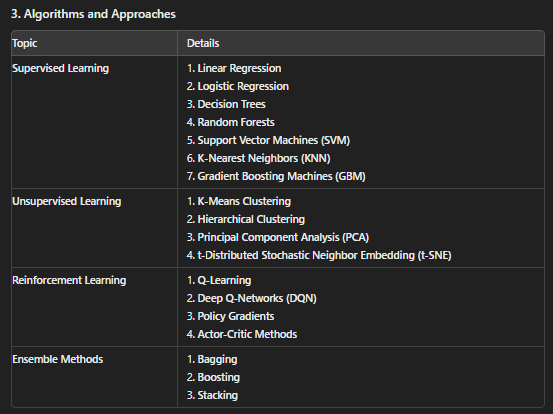 3. Algorithms and Approaches
Topic Details
Supervised Learning 1. Linear Regression
2. Logistic Regression
3. Decision Trees
4. Random Forests
5. Support Vector Machines (SVM)
6. K-Nearest Neighbors (KNN)
7. Gradient Boosting Machines (GBM)
Unsupervised Learning 1. K-Means Clustering
2. Hierarchical Clustering
3. Principal Component Analysis (PCA)
4. t-Distributed Stochastic Neighbor Embedding (t-SNE)
Reinforcement Learning 1. Q-Learning
2. Deep Q-Networks (DQN)
3. Policy Gradients
4. Actor-Critic Methods
Ensemble Methods 1. Bagging
2. Boosting
3. Stacking